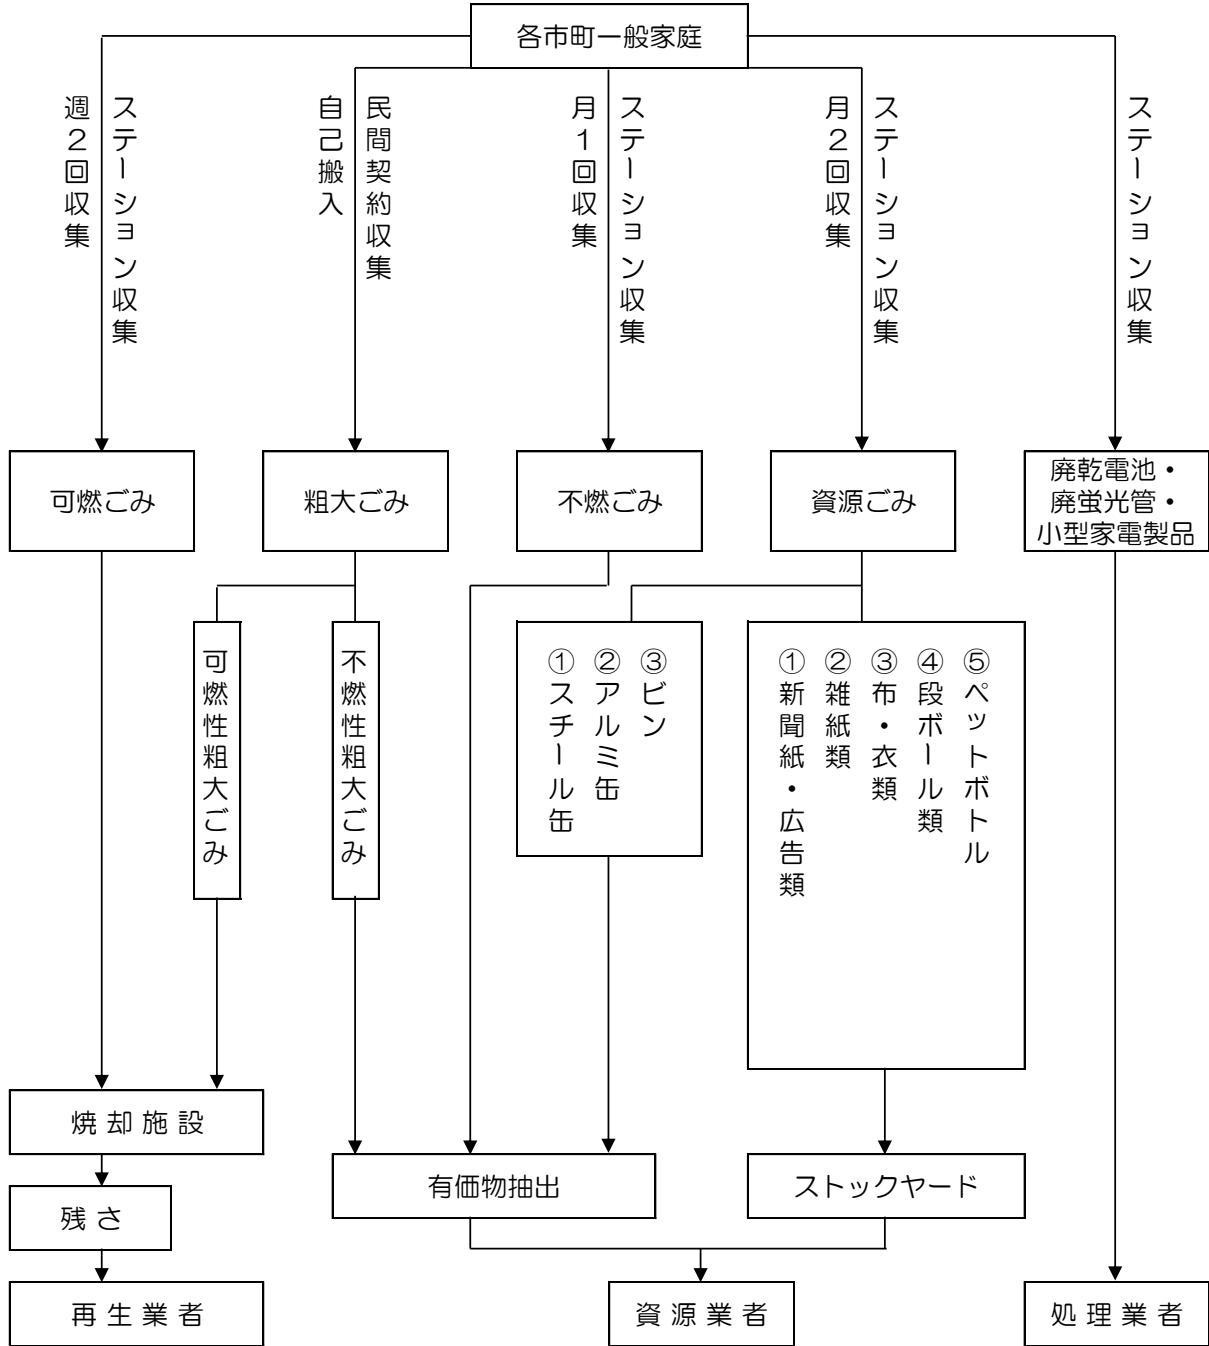 各市町一般家庭
ステーション収集
週２回収集
民間契約収集
自己搬入
ステーション収集
月１回収集
ステーション収集
月２回収集
ステーション収集
可燃ごみ
粗大ごみ
不燃ごみ
資源ごみ
廃乾電池・
廃蛍光管・
小型家電製品
可燃性粗大ごみ
不燃性粗大ごみ
①スチール缶
②アルミ缶
③ビン
①新聞紙・広告類
②雑紙類
③布・衣類
④段ボール類
⑤ペットボトル
焼却施設
有価物抽出
ストックヤード
残さ
再生業者
資源業者
処理業者